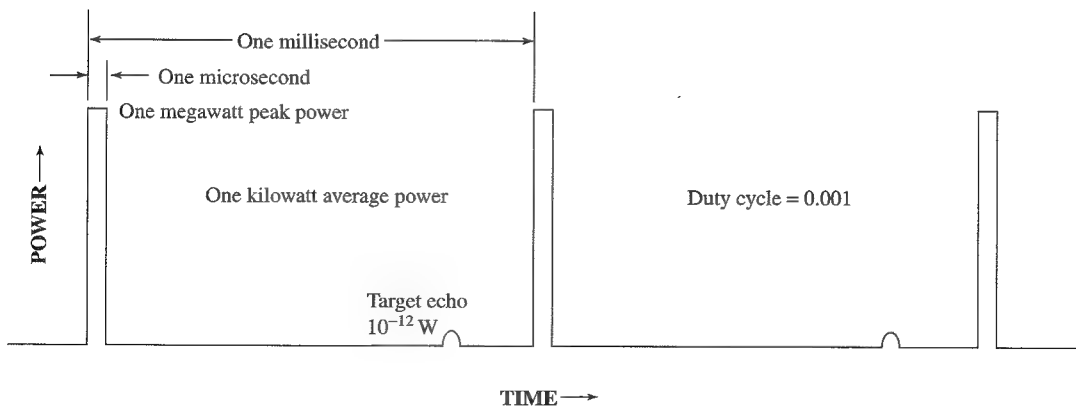 One millisecond
One microsecond
One megawatt peak power
POWER
One kilowatt average power
Duty cycle = 0.001
Target echo
10⁻¹² W
TIME